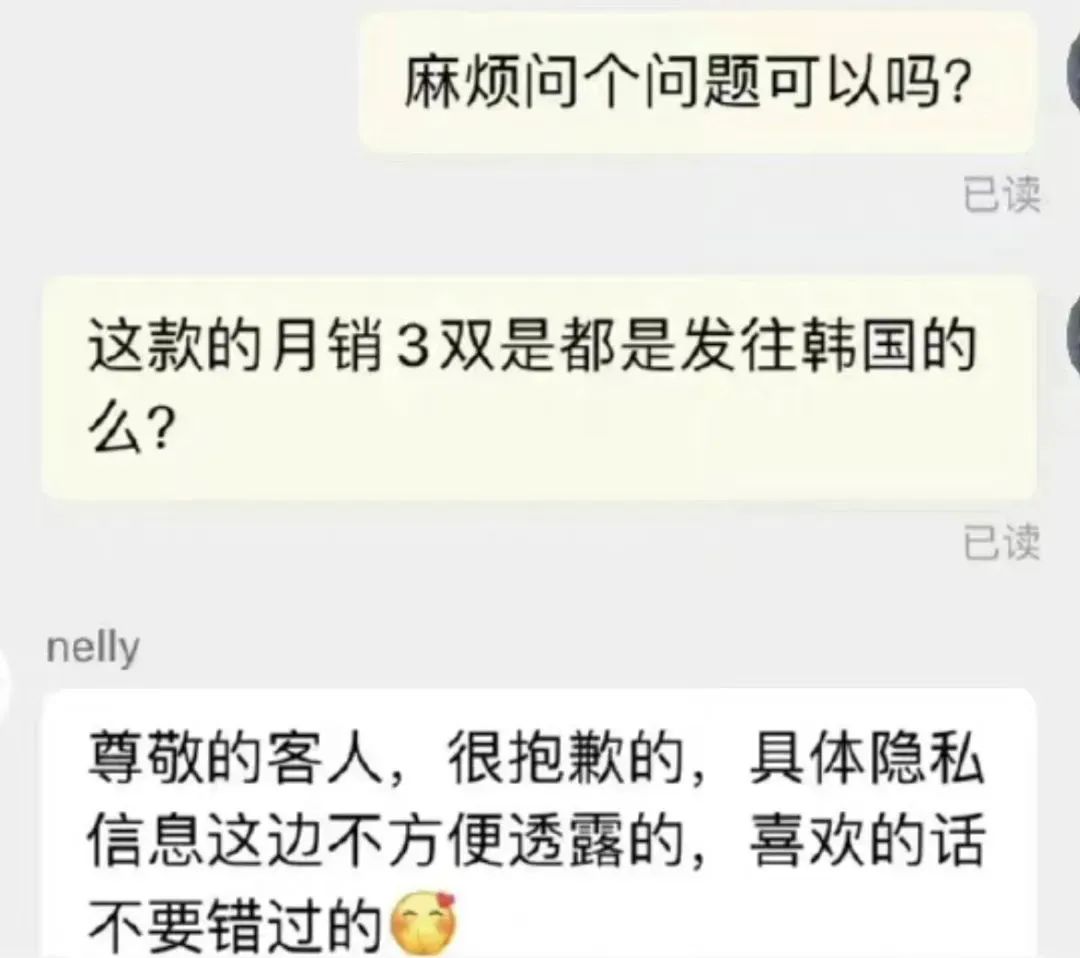 麻烦问个问题可以吗？
已读
这款的月销3双是都是发往韩国的
么？
已读
nelly
尊敬的客人，很抱歉的，具体隐私
信息这边不方便透露的，喜欢的话
不要错过的